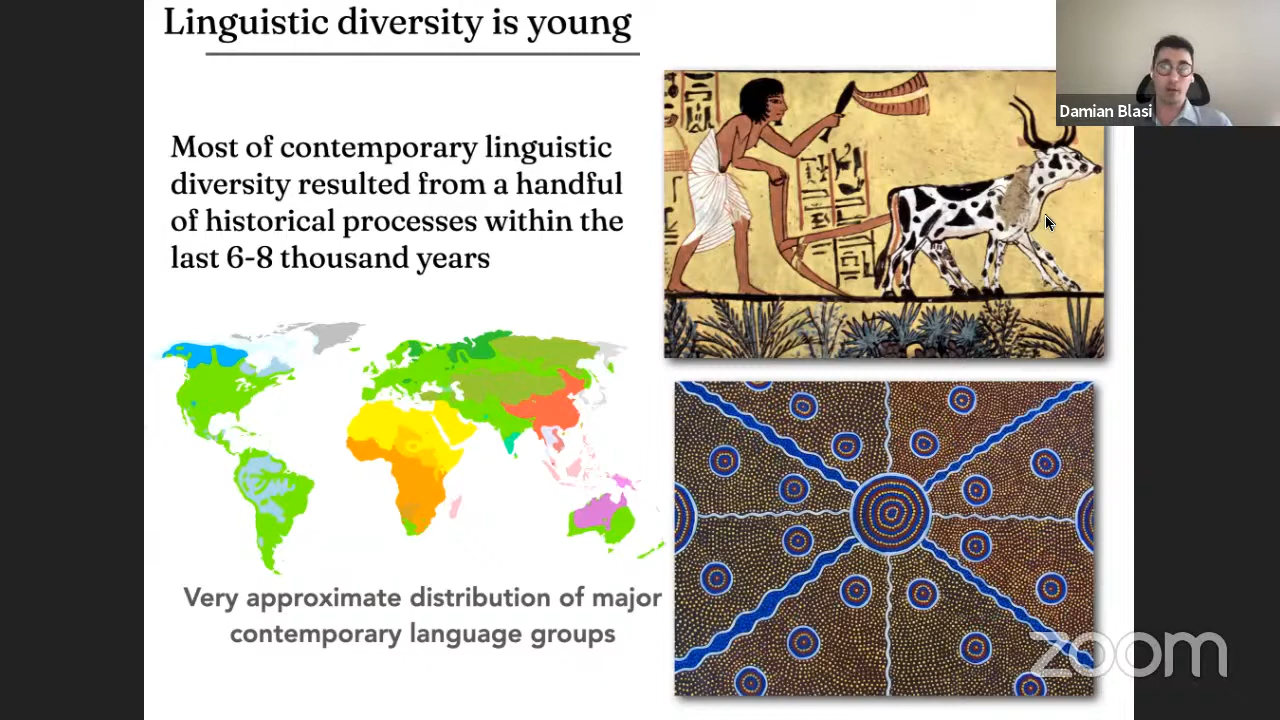 Linguistic diversity is young
Damian Blasi
Most of contemporary linguistic
diversity resulted from a handful
of historical processes within the
last 6-8 thousand years
Very approximate distribution of major
contemporary language groups
zoom